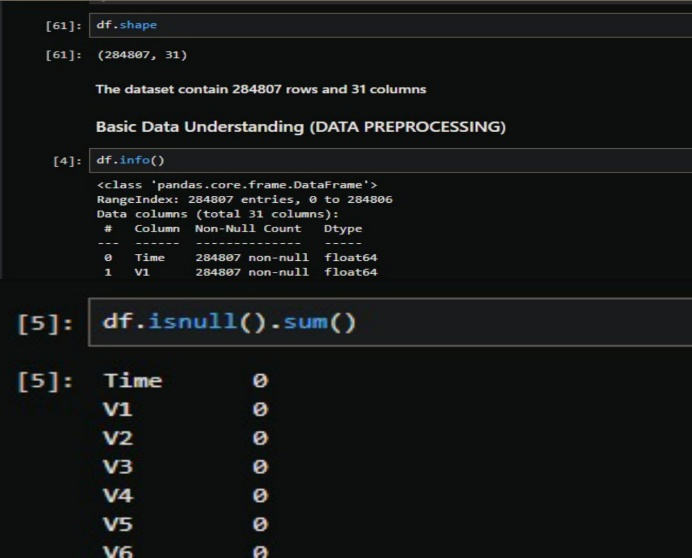 [61]: df.shape
[61]: (284807, 31)
The dataset contain 284807 rows and 31 columns
Basic Data Understanding (DATA PREPROCESSING)
[4]: df.info()
<class 'pandas.core.frame.DataFrame'>
RangeIndex: 284807 entries, 0 to 284806
Data columns (total 31 columns):
# Column Non-Null Count Dtype
--- ------ -------------- -----
0 Time 284807 non-null float64
1 V1 284807 non-null float64
[5]: df.isnull().sum()
[5]: Time 0
V1 0
V2 0
V3 0
V4 0
V5 0
V6 0